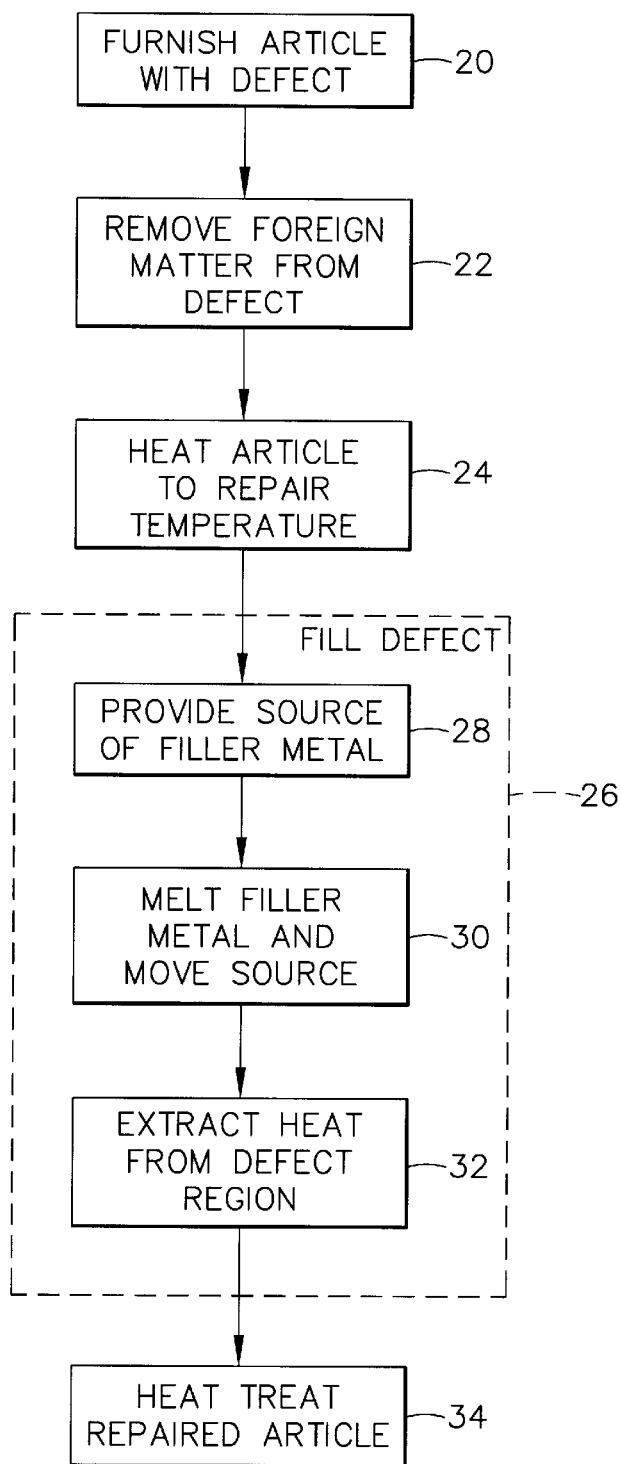 FURNISH ARTICLE
WITH DEFECT
20
REMOVE FOREIGN
MATTER FROM
DEFECT
22
HEAT ARTICLE
TO REPAIR
TEMPERATURE
24
FILL DEFECT
PROVIDE SOURCE
OF FILLER METAL
28
26
MELT FILLER
METAL AND
MOVE SOURCE
30
EXTRACT HEAT
FROM DEFECT
REGION
32
HEAT TREAT
REPAIRED ARTICLE
34